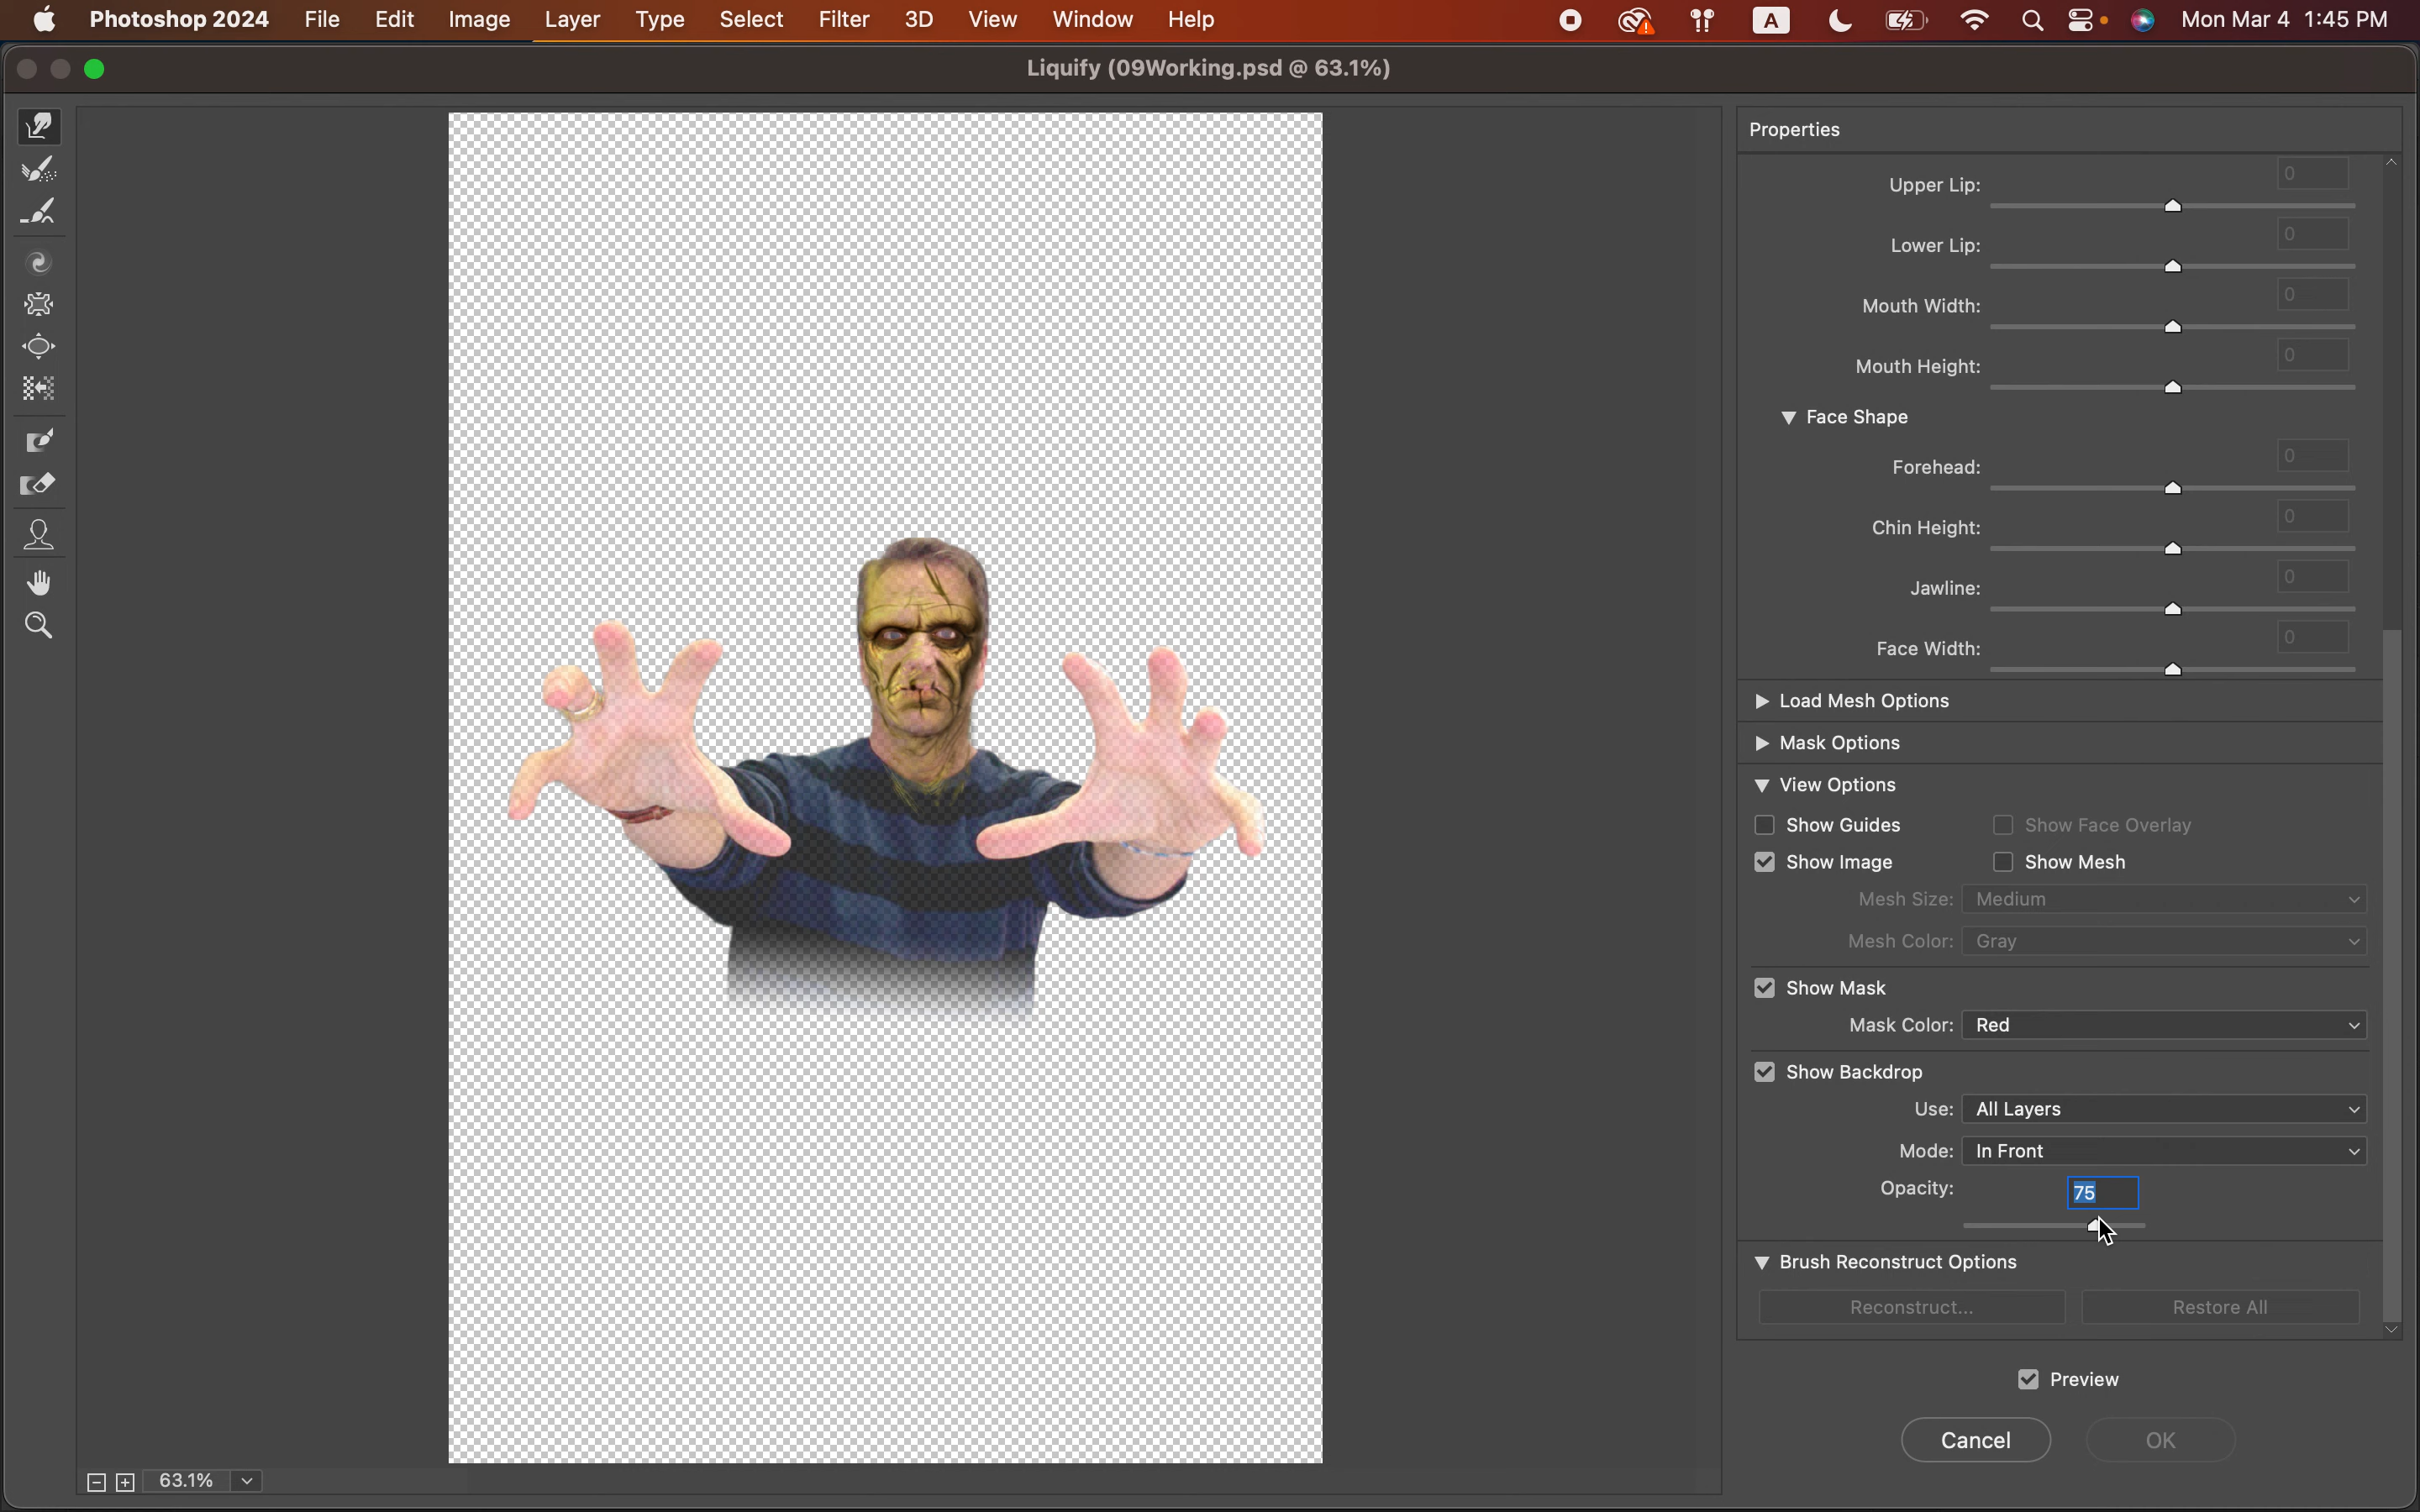 Photoshop 2024 File Edit Image Layer Type Select Filter 3D View Window Help A Mon Mar 4 1:45 PM
Liquify (09Working.psd @ 63.1%)
Properties
Upper Lip: 0
Lower Lip: 0
Mouth Width: 0
Mouth Height: 0
Face Shape
Forehead: 0
Chin Height: 0
Jawline: 0
Face Width: 0
Load Mesh Options
Mask Options
View Options
Show Guides Show Face Overlay
Show Image Show Mesh
Mesh Size: Medium
Mesh Color: Gray
Show Mask
Mask Color: Red
Show Backdrop
Use: All Layers
Mode: In Front
Opacity: 75
Brush Reconstruct Options
Reconstruct... Restore All
Preview
Cancel OK
63.1%